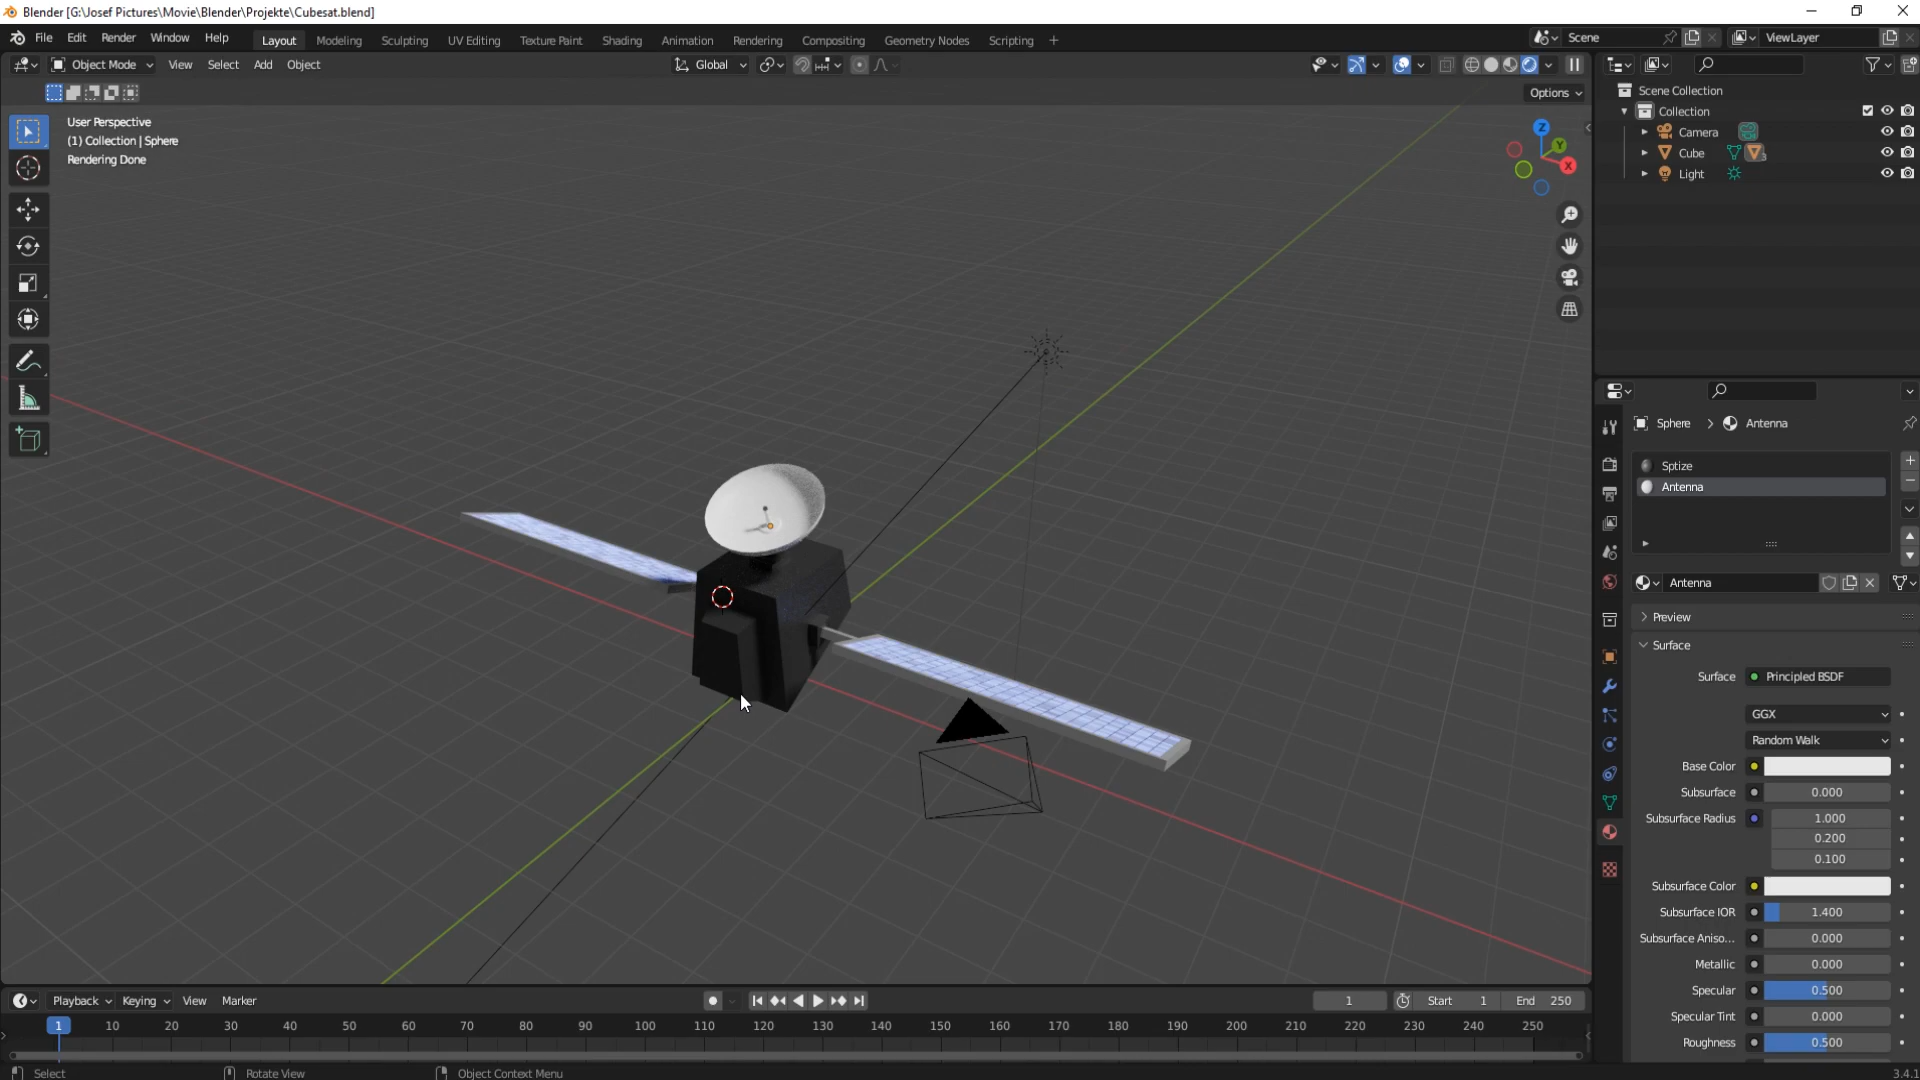 Blender [G:\Josef Pictures\Movie\Blender\Projekte\Cubesat.blend]
File Edit Render Window Help Layout Modeling Sculpting UV Editing Texture Paint Shading Animation Rendering Compositing Geometry Nodes Scripting + Scene ViewLayer
Object Mode View Select Add Object Global
Options
User Perspective
(1) Collection | Sphere
Rendering Done
Z
Y
X
Scene Collection
Collection
Camera
Cube 3
Light
Sphere > Antenna
Sptize
Antenna
Antenna
Preview
Surface
Surface Principled BSDF
GGX
Random Walk
Base Color
Subsurface 0.000
Subsurface Radius 1.000
0.200
0.100
Subsurface Color
Subsurface IOR 1.400
Subsurface Aniso... 0.000
Metallic 0.000
Specular 0.500
Specular Tint 0.000
Roughness 0.500
Playback Keying View Marker 1 Start 1 End 250
1 10 20 30 40 50 60 70 80 90 100 110 120 130 140 150 160 170 180 190 200 210 220 230 240 250
Select Rotate View Object Context Menu 3.4.1